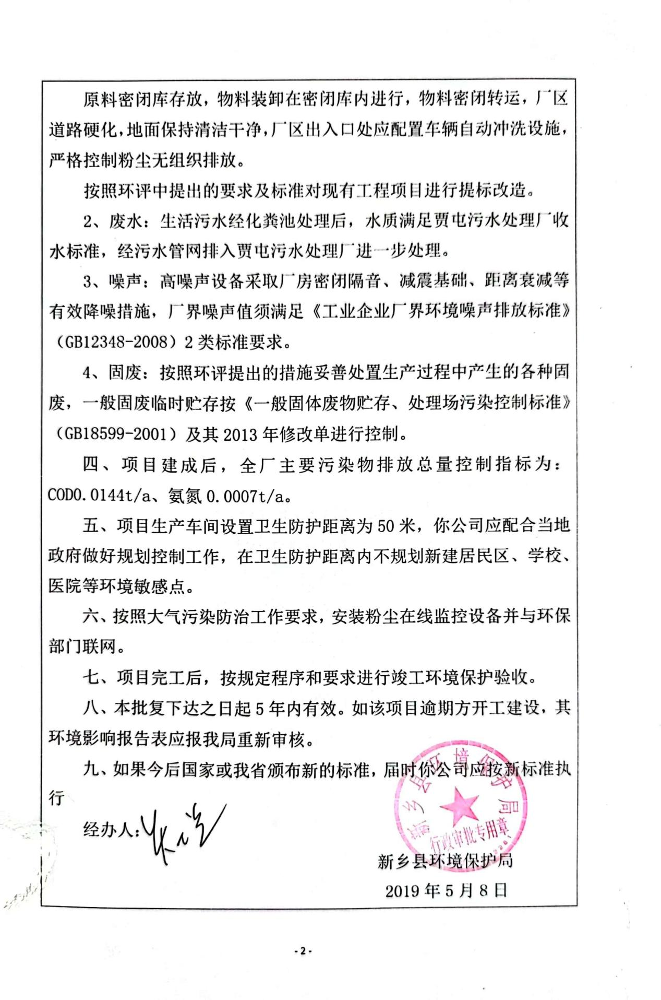 原料密闭库存放，物料装卸在密闭库内进行，物料密闭转运，厂区
道路硬化，地面保持清洁干净，厂区出入口处应配置车辆自动冲洗设施，
严格控制粉尘无组织排放。
按照环评中提出的要求及标准对现有工程项目进行提标改造。
2、废水：生活污水经化粪池处理后，水质满足贾屯污水处理厂收
水标准，经污水管网排入贾屯污水处理厂进一步处理。
3、噪声：高噪声设备采取厂房密闭隔音、减震基础、距离衰减等
有效降噪措施，厂界噪声值须满足《工业企业厂界环境噪声排放标准》
（GB12348-2008）2 类标准要求。
4、固废：按照环评提出的措施妥善处置生产过程中产生的各种固
废，一般固废临时贮存按《一般固体废物贮存、处理场污染控制标准》
（GB18599-2001）及其 2013 年修改单进行控制。
四、项目建成后，全厂主要污染物排放总量控制指标为：
COD0.0144t/a、氨氮 0.0007t/a。
五、项目生产车间设置卫生防护距离为 50 米，你公司应配合当地
政府做好规划控制工作，在卫生防护距离内不规划新建居民区、学校、
医院等环境敏感点。
六、按照大气污染防治工作要求，安装粉尘在线监控设备并与环保
部门联网。
七、项目完工后，按规定程序和要求进行竣工环境保护验收。
八、本批复下达之日起 5 年内有效。如该项目逾期方开工建设，其
环境影响报告表应报我局重新审核。
九、如果今后国家或我省颁布新的标准，届时你公司应按新标准执
行
经办人：
新乡县环境保护局
行政审批专用章
新乡县环境保护局
2019 年 5 月 8 日
-2-